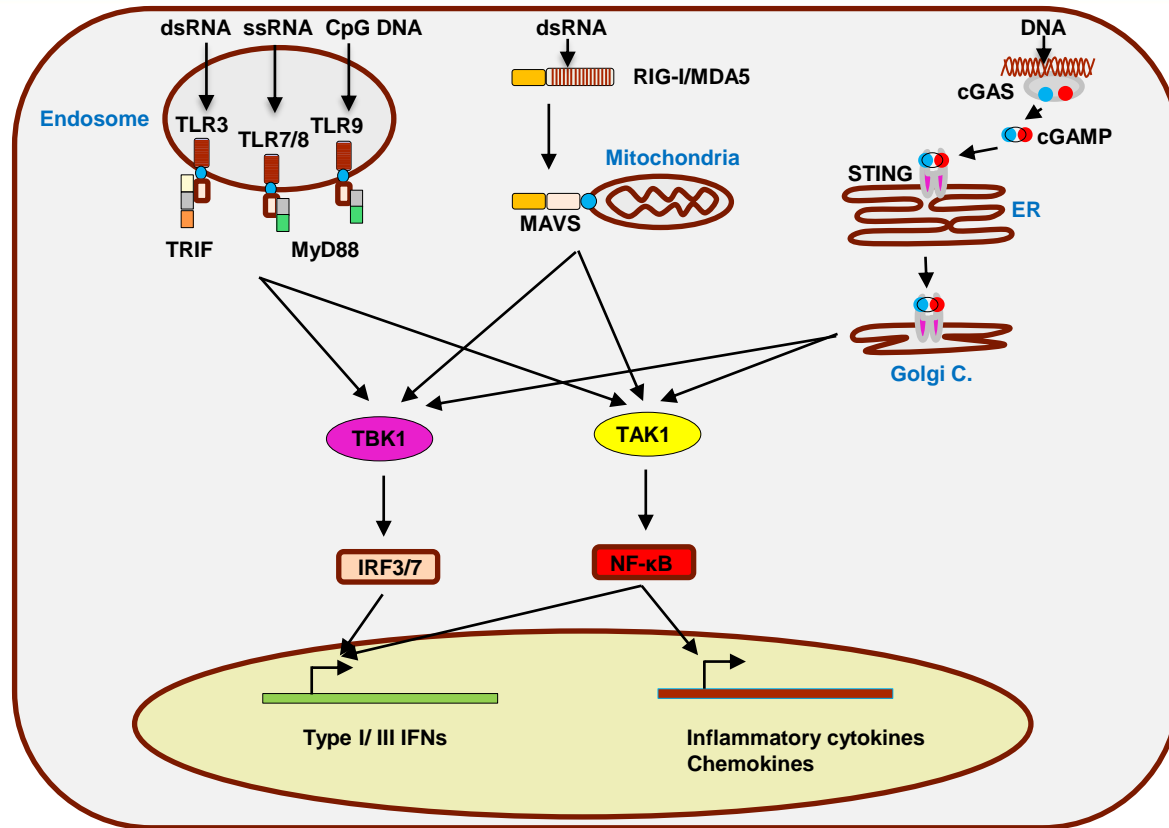 dsRNA ssRNA CpG DNA
dsRNA
DNA
RIG-I/MDA5
cGAS
Endosome
TLR3
TLR7/8
TLR9
cGAMP
Mitochondria
STING
ER
MAVS
TRIF
MyD88
Golgi C.
TBK1
TAK1
IRF3/7
NF-κB
Type I/ III IFNs
Inflammatory cytokines
Chemokines